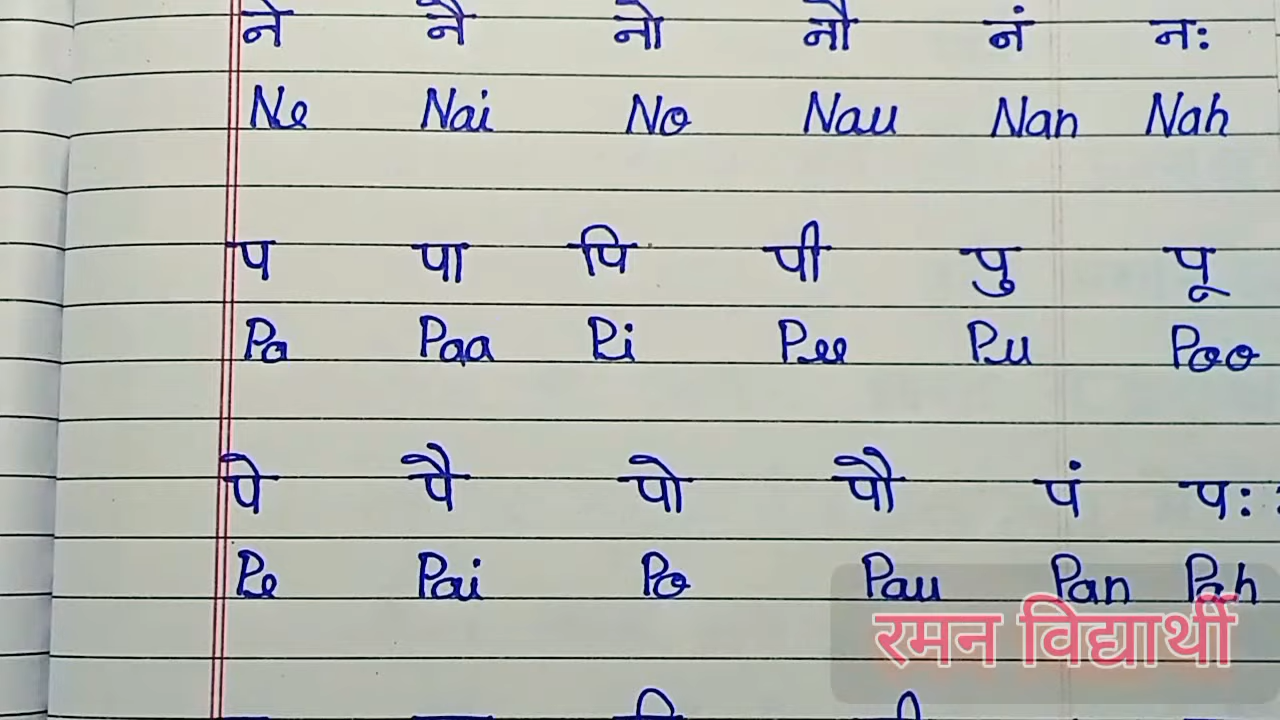 ने नै नो नौ नं नः
Ne Nai No Nau Nan Nah
प पा पि पी पु पू
Pa Paa Pi Pee Pu Poo
पे पै पो पौ पं पः
Pe Pai Po Pau Pan Pah
रमन विद्यार्थी